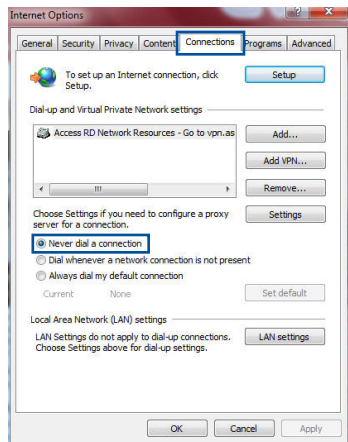 Internet Options
General Security Privacy Content Connections Programs Advanced
To set up an Internet connection, click
Setup.
Setup
Dial-up and Virtual Private Network settings
Access RD Network Resources - Go to vpn.as
Add...
Add VPN...
Remove...
Choose Settings if you need to configure a proxy
server for a connection.
Settings
Never dial a connection
Dial whenever a network connection is not present
Always dial my default connection
Current None
Set default
Local Area Network (LAN) settings
LAN Settings do not apply to dial-up connections.
Choose Settings above for dial-up settings.
LAN settings
OK Cancel Apply